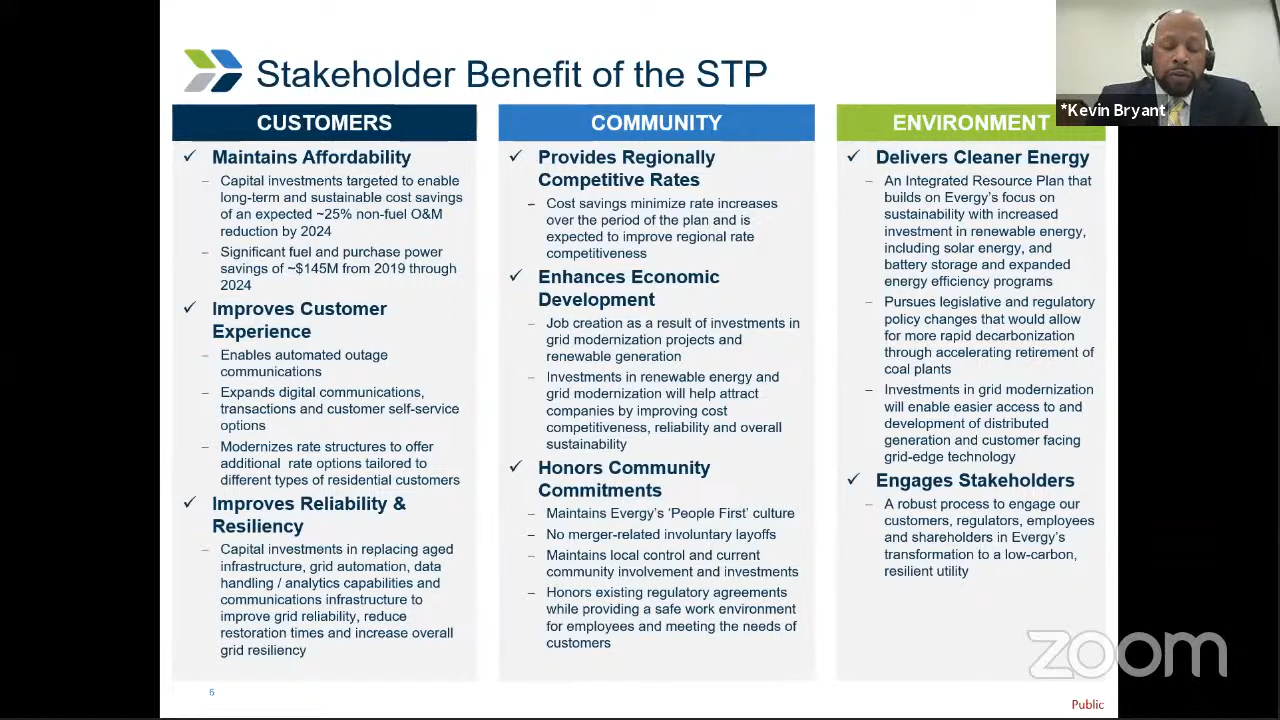 Stakeholder Benefit of the STP
*Kevin Bryant
CUSTOMERS
✓ Maintains Affordability
– Capital investments targeted to enable
long-term and sustainable cost savings
of an expected ~25% non-fuel O&M
reduction by 2024
– Significant fuel and purchase power
savings of ~$145M from 2019 through
2024
✓ Improves Customer
Experience
– Enables automated outage
communications
– Expands digital communications,
transactions and customer self-service
options
– Modernizes rate structures to offer
additional rate options tailored to
different types of residential customers
✓ Improves Reliability &
Resiliency
– Capital investments in replacing aged
infrastructure, grid automation, data
handling / analytics capabilities and
communications infrastructure to
improve grid reliability, reduce
restoration times and increase overall
grid resiliency
COMMUNITY
✓ Provides Regionally
Competitive Rates
– Cost savings minimize rate increases
over the period of the plan and is
expected to improve regional rate
competitiveness
✓ Enhances Economic
Development
– Job creation as a result of investments in
grid modernization projects and
renewable generation
– Investments in renewable energy and
grid modernization will help attract
companies by improving cost
competitiveness, reliability and overall
sustainability
✓ Honors Community
Commitments
– Maintains Evergy's 'People First' culture
– No merger-related involuntary layoffs
– Maintains local control and current
community involvement and investments
– Honors existing regulatory agreements
while providing a safe work environment
for employees and meeting the needs of
customers
ENVIRONMENT
✓ Delivers Cleaner Energy
– An Integrated Resource Plan that
builds on Evergy's focus on
sustainability with increased
investment in renewable energy,
including solar energy, and
battery storage and expanded
energy efficiency programs
– Pursues legislative and regulatory
policy changes that would allow
for more rapid decarbonization
through accelerating retirement of
coal plants
– Investments in grid modernization
will enable easier access to and
development of distributed
generation and customer facing
grid-edge technology
✓ Engages Stakeholders
– A robust process to engage our
customers, regulators, employees
and shareholders in Evergy's
transformation to a low-carbon,
resilient utility
zoom
6
Public